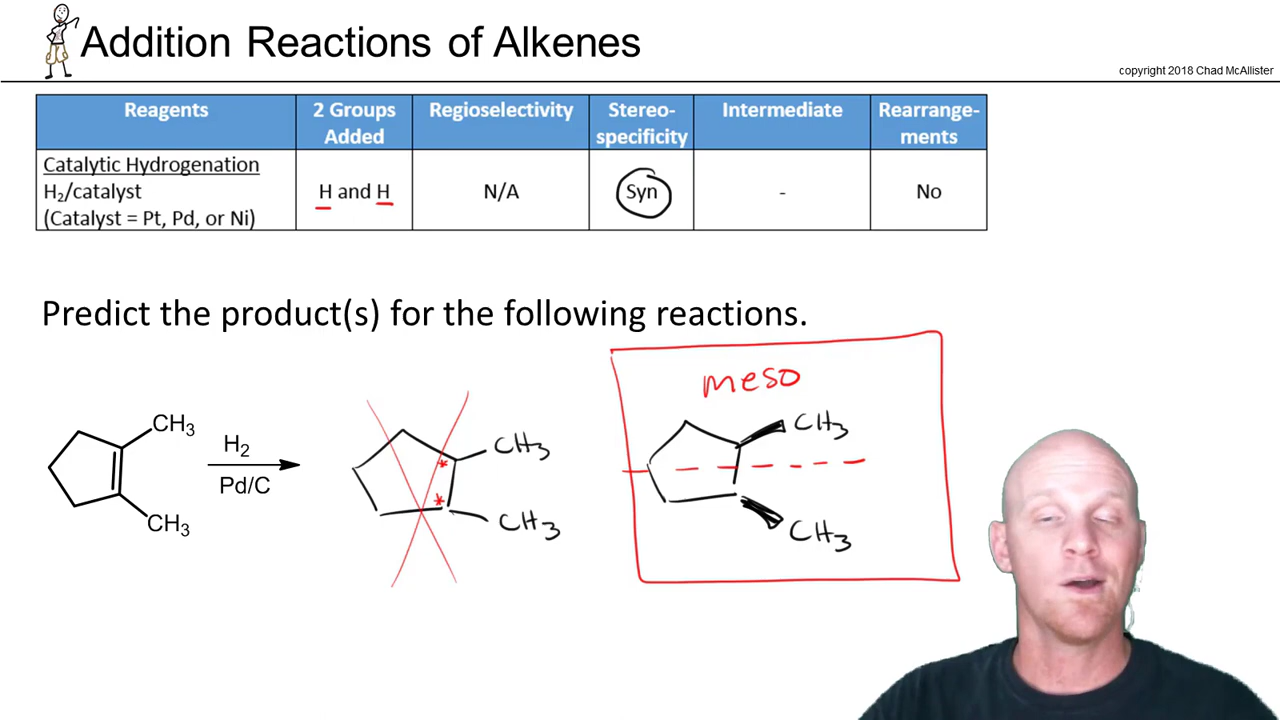 Addition Reactions of Alkenes
copyright 2018 Chad McAllister
Reagents
2 Groups
Added
Regioselectivity
Stereo-
specificity
Intermediate
Rearrange-
ments
Catalytic Hydrogenation
H₂/catalyst
(Catalyst = Pt, Pd, or Ni)
H and H
N/A
Syn
-
No
Predict the product(s) for the following reactions.
CH₃
CH₃
H₂
Pd/C
*
*
CH₃
CH₃
meso
CH₃
CH₃